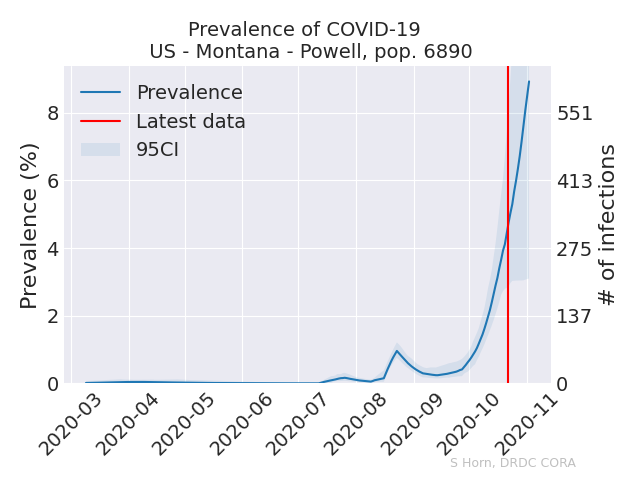 Prevalence of COVID-19
US - Montana - Powell, pop. 6890
Prevalence
Latest data
95CI
Prevalence (%)
8
6
4
2
0
551
413
275
137
0
# of infections
2020-03
2020-04
2020-05
2020-06
2020-07
2020-08
2020-09
2020-10
2020-11
S Horn, DRDC CORA